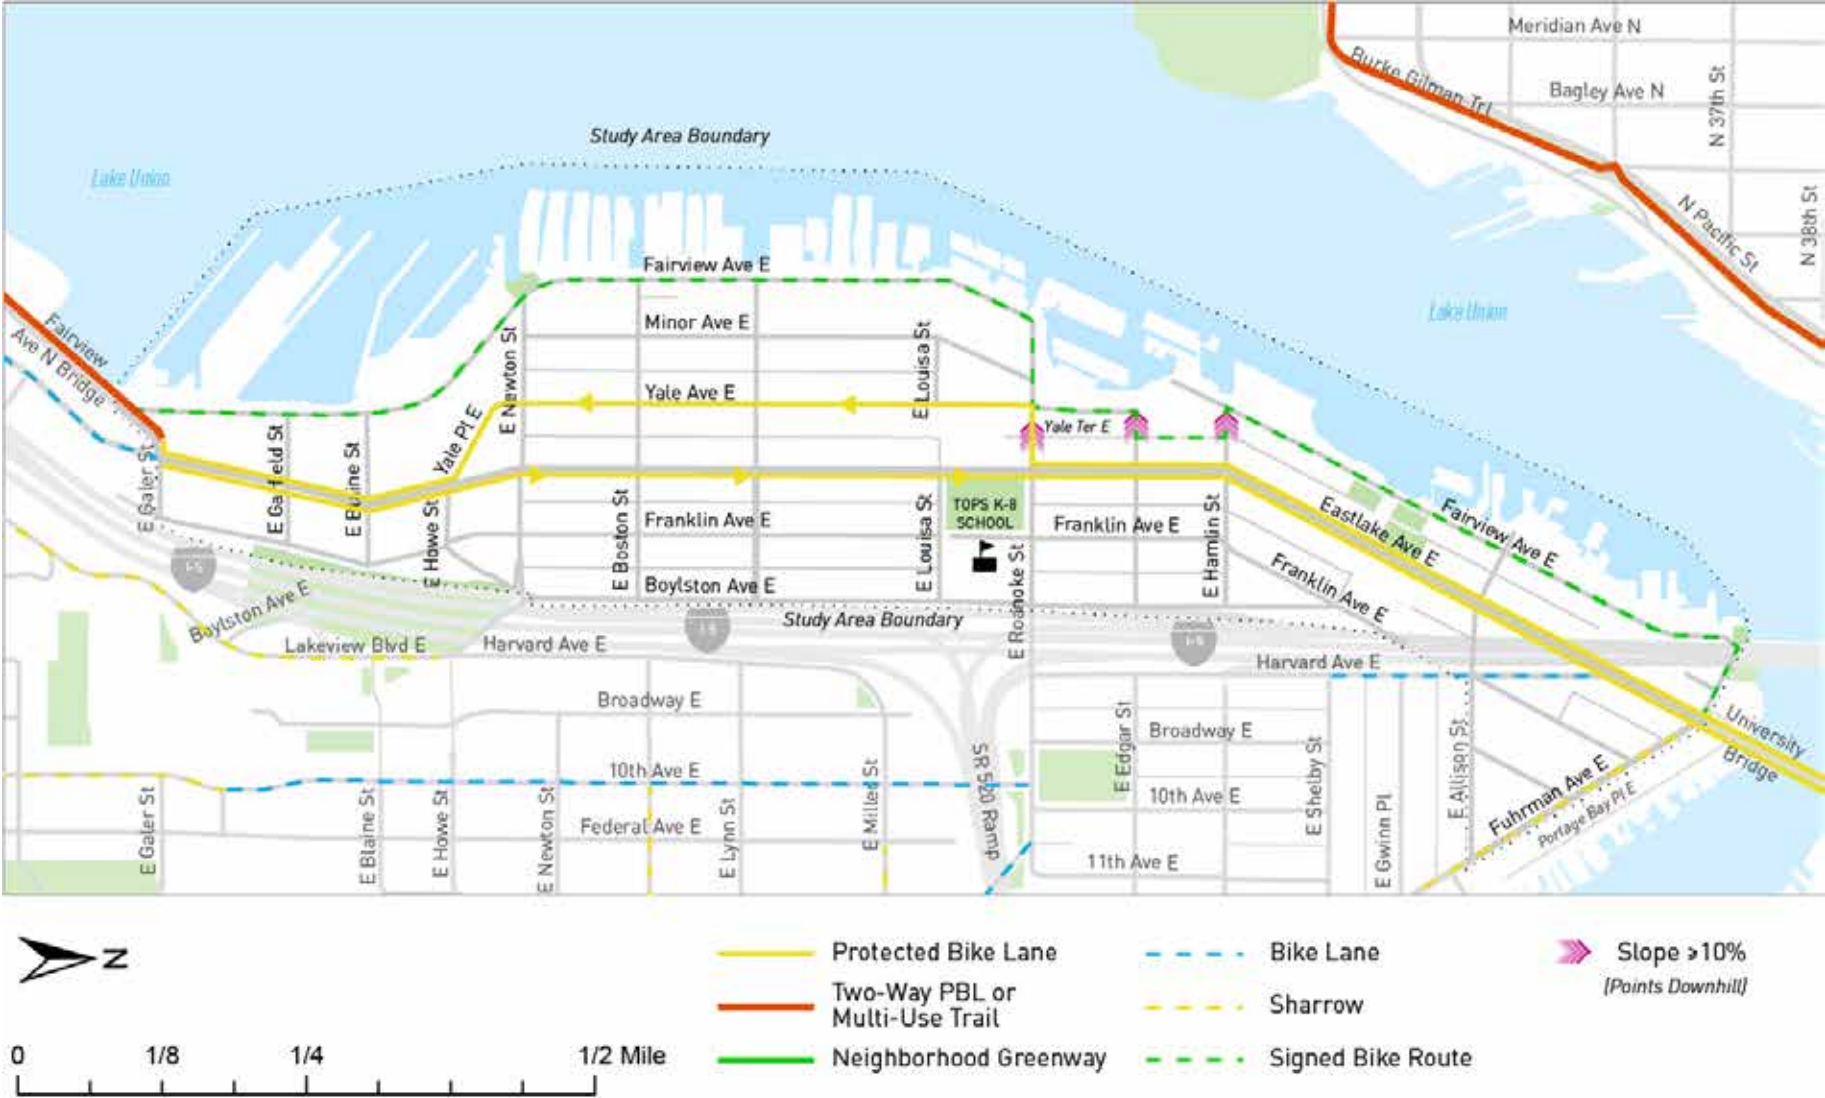 Meridian Ave N
Burke Gilman Trl
Bagley Ave N
N 37th St
Study Area Boundary
Lake Union
N Pacific St
N 38th St
Fairview Ave E
Lake Union
Fairview
Ave N Bridge
Minor Ave E
E Newton St
E Louisa St
Yale Ave E
Yale Pl E
Yale Ter E
E Galer St
E Garfield St
E Blaine St
E Howe St
E Boston St
Franklin Ave E
E Louisa St
TOPS K-8
SCHOOL
Franklin Ave E
E Hamlin St
Eastlake Ave E
Fairview Ave E
I-5
Boylston Ave E
E Roanoke St
Franklin Ave E
Boylston Ave E
I-5
Study Area Boundary
I-5
Lakeview Blvd E
Harvard Ave E
Harvard Ave E
Broadway E
E Edgar St
Broadway E
E Shelby St
E Allison St
University
Bridge
10th Ave E
SR 520 Ramp
10th Ave E
Fuhrman Ave E
Portage Bay Pl E
E Galer St
E Blaine St
E Howe St
E Newton St
Federal Ave E
E Lynn St
E Miller St
11th Ave E
E Gwinn Pl
N
Protected Bike Lane
Two-Way PBL or
Multi-Use Trail
Neighborhood Greenway
Bike Lane
Sharrow
Signed Bike Route
Slope ≥10%
(Points Downhill)
0 1/8 1/4 1/2 Mile